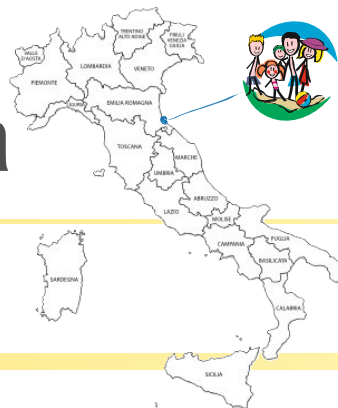 TRENTINO
ALTO ADIGE
FRIULI
VENEZIA
GIULIA
VALLE
D'AOSTA
LOMBARDIA
VENETO
PIEMONTE
LIGURIA
EMILIA ROMAGNA
TOSCANA
MARCHE
UMBRIA
ABRUZZO
LAZIO
MOLISE
CAMPANIA
PUGLIA
BASILICATA
SARDEGNA
CALABRIA
SICILIA